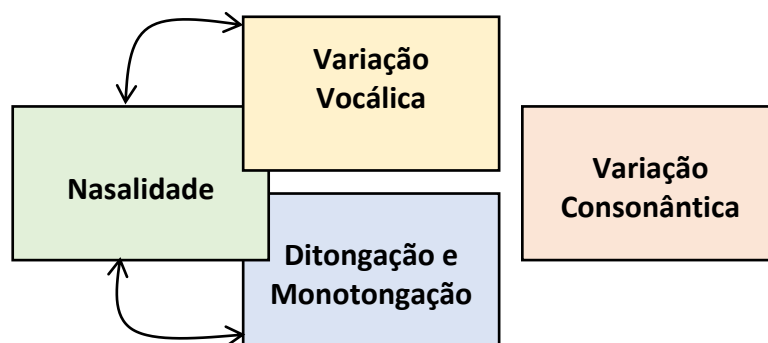 Variação
Vocálica
Nasalidade
Variação
Consonântica
Ditongação e
Monotongação